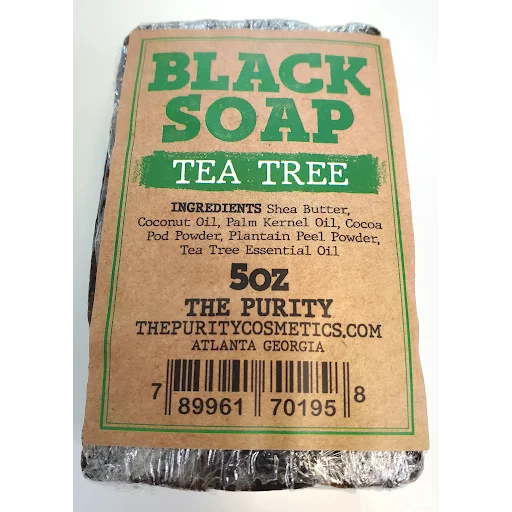 BLACK
SOAP
TEA TREE
INGREDIENTS Shea Butter,
Coconut Oil, Palm Kernel Oil, Cocoa
Pod Powder, Plantain Peel Powder,
Tea Tree Essential Oil
5OZ
THE PURITY
THEPURITYCOSMETICS.COM
ATLANTA GEORGIA
7 89961 70195 8